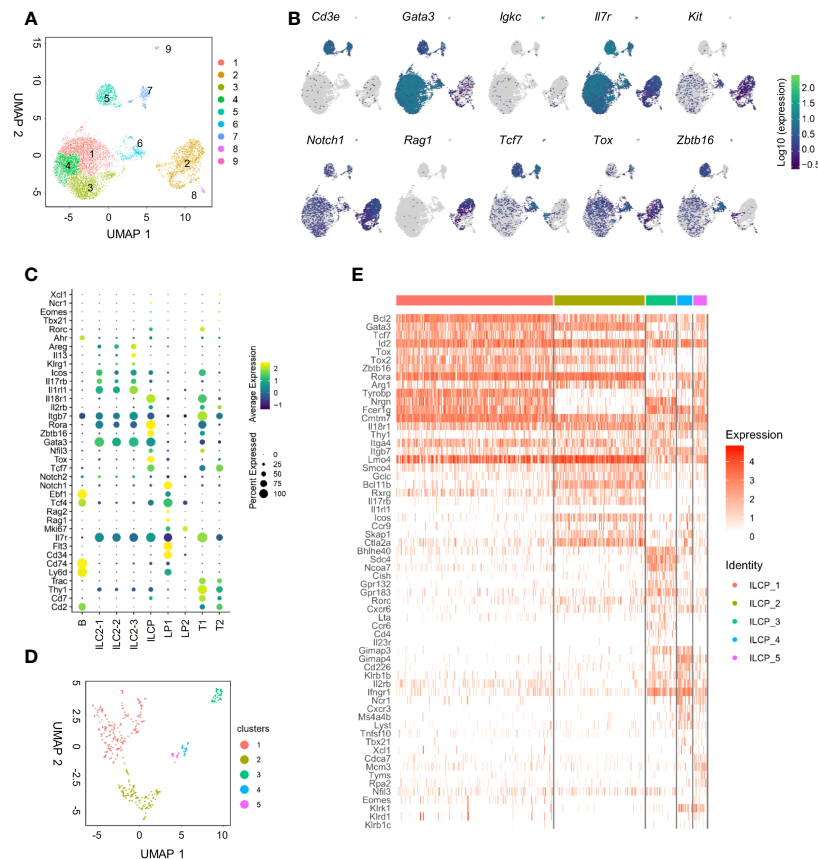 A
15
10
5
0
-5
UMAP 2
-5
0
5
10
UMAP 1
1
2
3
4
5
6
7
8
9
1
2
3
4
5
6
7
8
9
B
Cd3e
Gata3
Igkc
Il7r
Kit
Notch1
Rag1
Tcf7
Tox
Zbtb16
Log10 (expression)
2.0
1.5
1.0
0.5
0.0
-0.5
C
Xcl1
Ncr1
Eomes
Tbx21
Rorc
Ahr
Areg
Il13
Klrg1
Icos
Il17rb
Il1rl1
Il18r1
Il2rb
Itgb7
Rora
Zbtb16
Gata3
Nfil3
Tox
Tcf7
Notch2
Notch1
Ebf1
Tcf4
Rag2
Rag1
Mki67
Il7r
Flt3
Cd34
Cd74
Ly6d
Trac
Thy1
Cd7
Cd2
B
ILC2-1
ILC2-2
ILC2-3
ILCP
LP1
LP2
T1
T2
Average Expression
2
1
0
−1
Percent Expressed
0
25
50
75
100
D
5
2.5
0
-2.5
-5
UMAP 2
-5
0
5
10
UMAP 1
clusters
1
2
3
4
5
E
Bcl2
Gata3
Tcf7
Id2
Tox
Tox2
Zbtb16
Rora
Arg1
Tyrobp
Nrgn
Fcer1g
Cmtm7
Il18r1
Thy1
Itga4
Itgb7
Lmo4
Smco4
Gclc
Bcl11b
Rxrg
Il17rb
Il1rl1
Icos
Ccr9
Skap1
Ctla2a
Bhlhe40
Sdc4
Ncoa7
Cish
Gpr132
Gpr183
Rorc
Cxcr6
Lta
Ccr6
Cd4
Il23r
Gimap3
Gimap4
Cd226
Klrb1b
Il2rb
Ifngr1
Ncr1
Cxcr3
Ms4a4b
Lyst
Tnfsf10
Tbx21
Xcl1
Cdca7
Mcm3
Tyms
Rpa2
Nfil3
Eomes
Klrk1
Klrd1
Klrb1c
Expression
4
3
2
1
0
Identity
ILCP_1
ILCP_2
ILCP_3
ILCP_4
ILCP_5